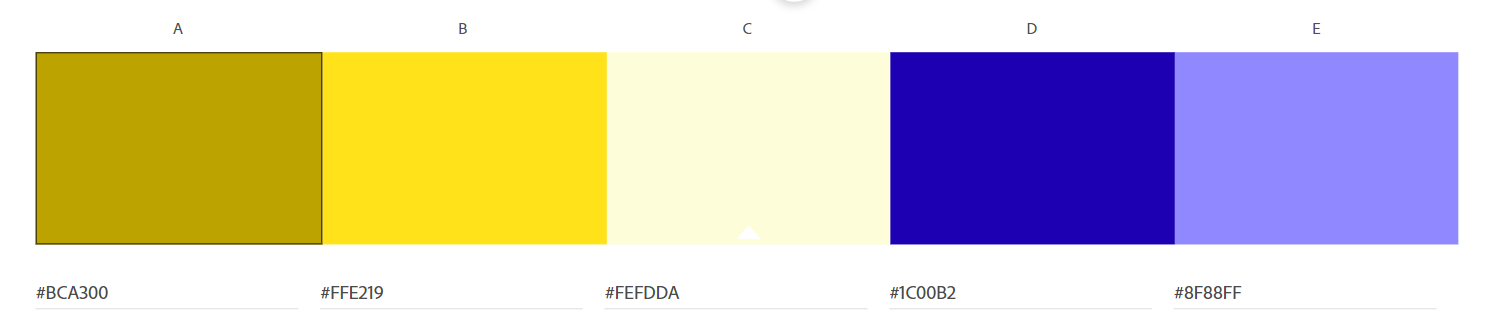 A B C D E
#BCA300 #FFE219 #FEFDDA #1C00B2 #8F88FF